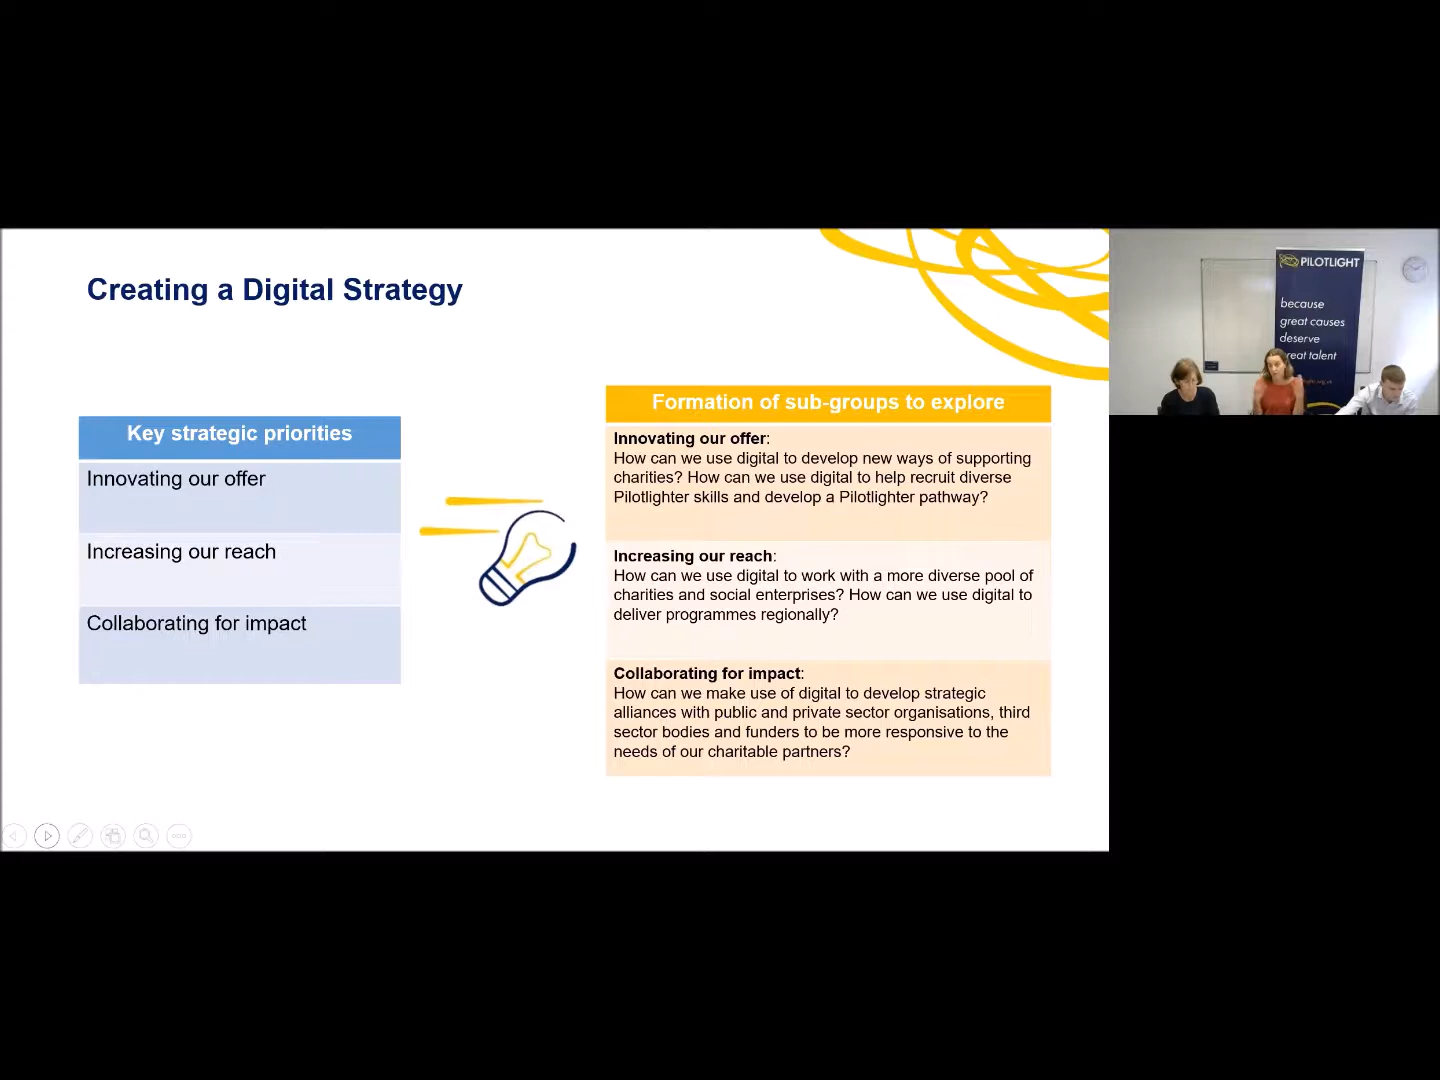 Creating a Digital Strategy
Key strategic priorities
Innovating our offer
Increasing our reach
Collaborating for impact
Formation of sub-groups to explore
Innovating our offer:
How can we use digital to develop new ways of supporting
charities? How can we use digital to help recruit diverse
Pilotlighter skills and develop a Pilotlighter pathway?
Increasing our reach:
How can we use digital to work with a more diverse pool of
charities and social enterprises? How can we use digital to
deliver programmes regionally?
Collaborating for impact:
How can we make use of digital to develop strategic
alliances with public and private sector organisations, third
sector bodies and funders to be more responsive to the
needs of our charitable partners?
PILOTLIGHT
because
great causes
deserve
great talent